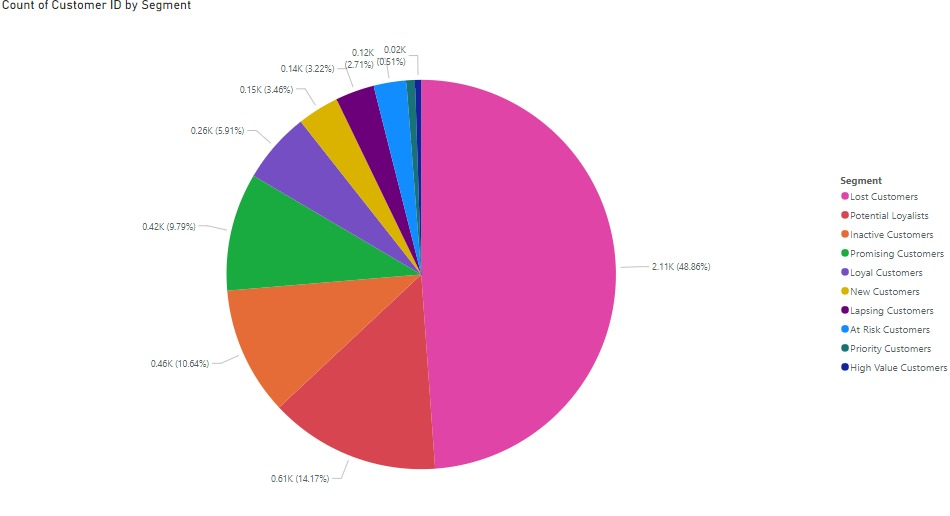 Count of Customer ID by Segment
0.12K
(2.71%)
0.02K
(0.51%)
0.14K (3.22%)
0.15K (3.46%)
0.26K (5.91%)
0.42K (9.79%)
0.46K (10.64%)
0.61K (14.17%)
2.11K (48.86%)
Segment
Lost Customers
Potential Loyalists
Inactive Customers
Promising Customers
Loyal Customers
New Customers
Lapsing Customers
At Risk Customers
Priority Customers
High Value Customers